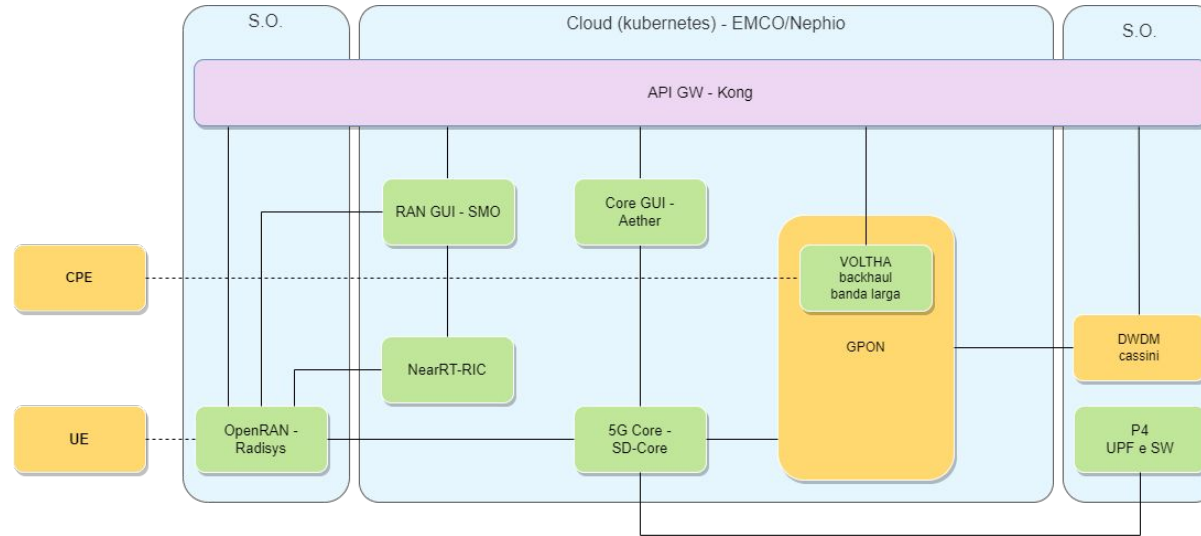 S.O.
Cloud (kubernetes) - EMCO/Nephio
S.O.
API GW - Kong
RAN GUI - SMO
Core GUI -
Aether
CPE
VOLTHA
backhaul
banda larga
GPON
DWDM
cassini
NearRT-RIC
UE
OpenRAN -
Radisys
5G Core -
SD-Core
P4
UPF e SW